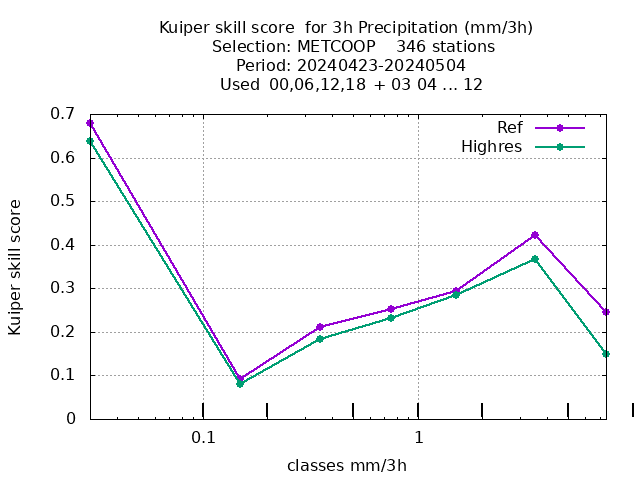 Kuiper skill score  for 3h Precipitation (mm/3h)
Selection: METCOOP    346 stations
Period: 20240423-20240504
Used  00,06,12,18  + 03 04 ... 12
Ref
Highres
0.7
0.6
0.5
0.4
0.3
0.2
0.1
0
Kuiper skill score
0.1
1
classes mm/3h